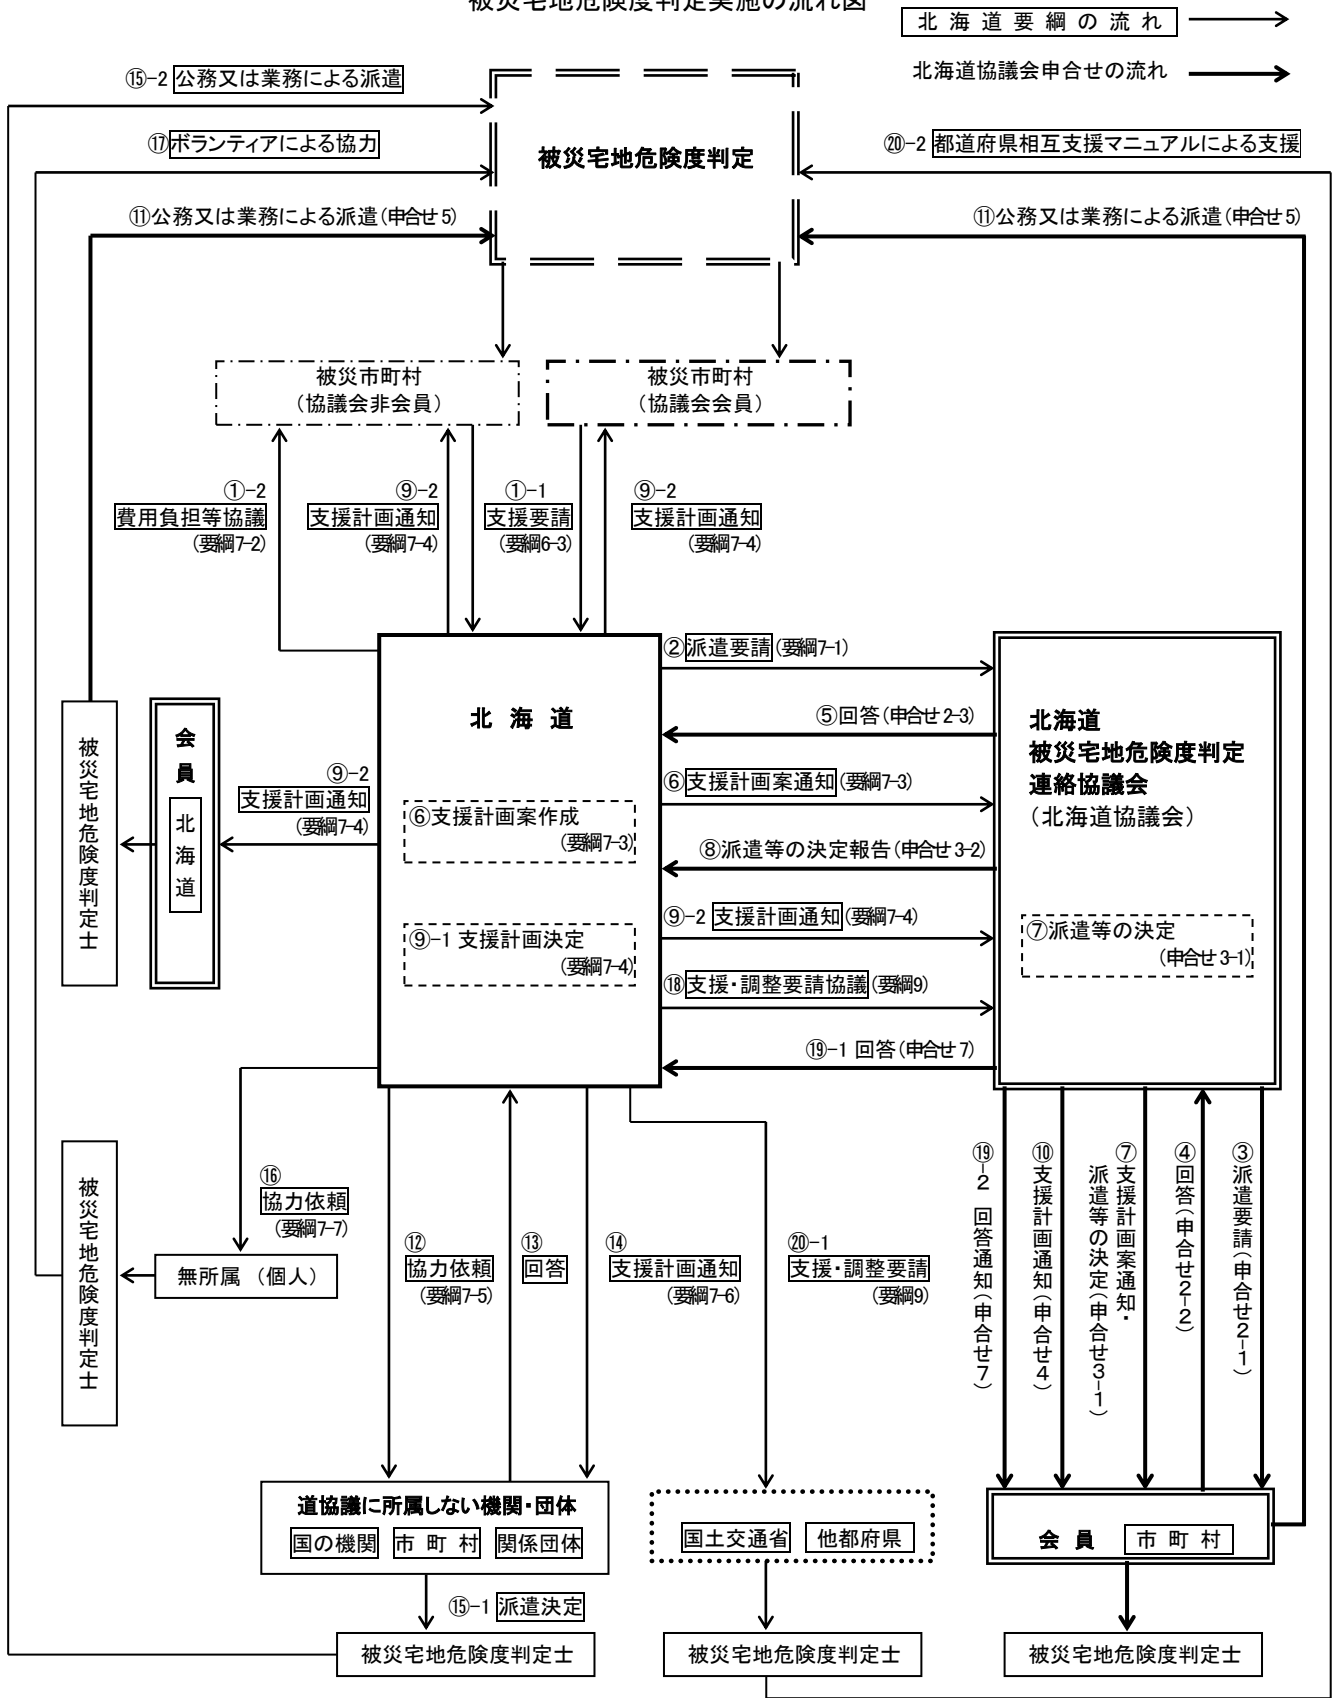 被災宅地危険度判定実施の流れ図
北海道要綱の流れ
北海道協議会申合せの流れ
⑮-2 公務又は業務による派遣
⑰ボランティアによる協力
被災宅地危険度判定
⑳-2 都道府県相互支援マニュアルによる支援
⑪公務又は業務による派遣(申合せ5)
⑪公務又は業務による派遣(申合せ5)
被災市町村
（協議会非会員）
被災市町村
（協議会会員）
①-2
費用負担等協議
(要綱7-2)
⑨-2
支援計画通知
(要綱7-4)
①-1
支援要請
(要綱6-3)
⑨-2
支援計画通知
(要綱7-4)
②派遣要請(要綱7-1)
北海道
⑤回答(申合せ2-3)
北海道
被災宅地危険度判定
連絡協議会
（北海道協議会）
被災宅地危険度判定士
会員
北海道
⑨-2
支援計画通知
(要綱7-4)
⑥支援計画案通知(要綱7-3)
⑥支援計画案作成
(要綱7-3)
⑧派遣等の決定報告(申合せ3-2)
⑨-2 支援計画通知(要綱7-4)
⑨-1 支援計画決定
(要綱7-4)
⑦派遣等の決定
(申合せ3-1)
⑱支援・調整要請協議(要綱9)
⑲-1 回答(申合せ7)
被災宅地危険度判定士
⑯
協力依頼
(要綱7-7)
無所属（個人）
⑫
協力依頼
(要綱7-5)
⑬
回答
⑭
支援計画通知
(要綱7-6)
⑳-1
支援・調整要請
(要綱9)
⑲-2 回答通知(申合せ7)
⑩支援計画通知(申合せ4)
⑦支援計画案通知・
派遣等の決定(申合せ3-1)
④回答(申合せ2-2)
③派遣要請(申合せ2-1)
道協議に所属しない機関・団体
国の機関 市町村 関係団体
国土交通省 他都府県
会員 市町村
⑮-1 派遣決定
被災宅地危険度判定士
被災宅地危険度判定士
被災宅地危険度判定士